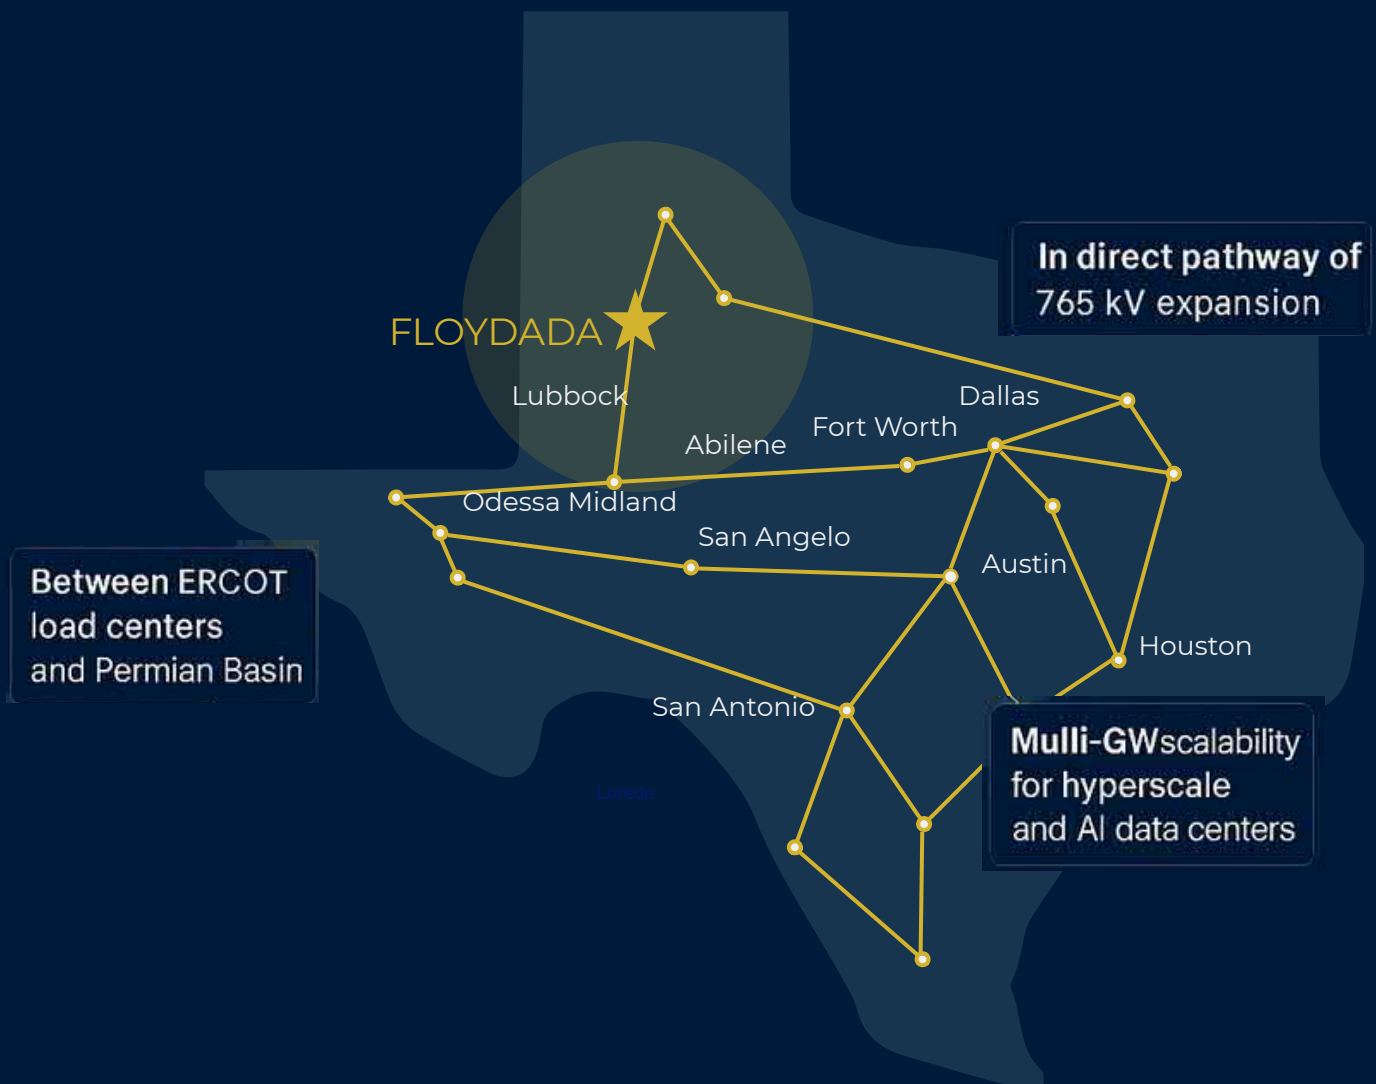 In direct pathway of
765 kV expansion
FLOYDADA
Lubbock
Dallas
Fort Worth
Abilene
Odessa Midland
San Angelo
Austin
Between ERCOT
load centers
and Permian Basin
Houston
San Antonio
Mulli-GWscalability
for hyperscale
and AI data centers
Loredo